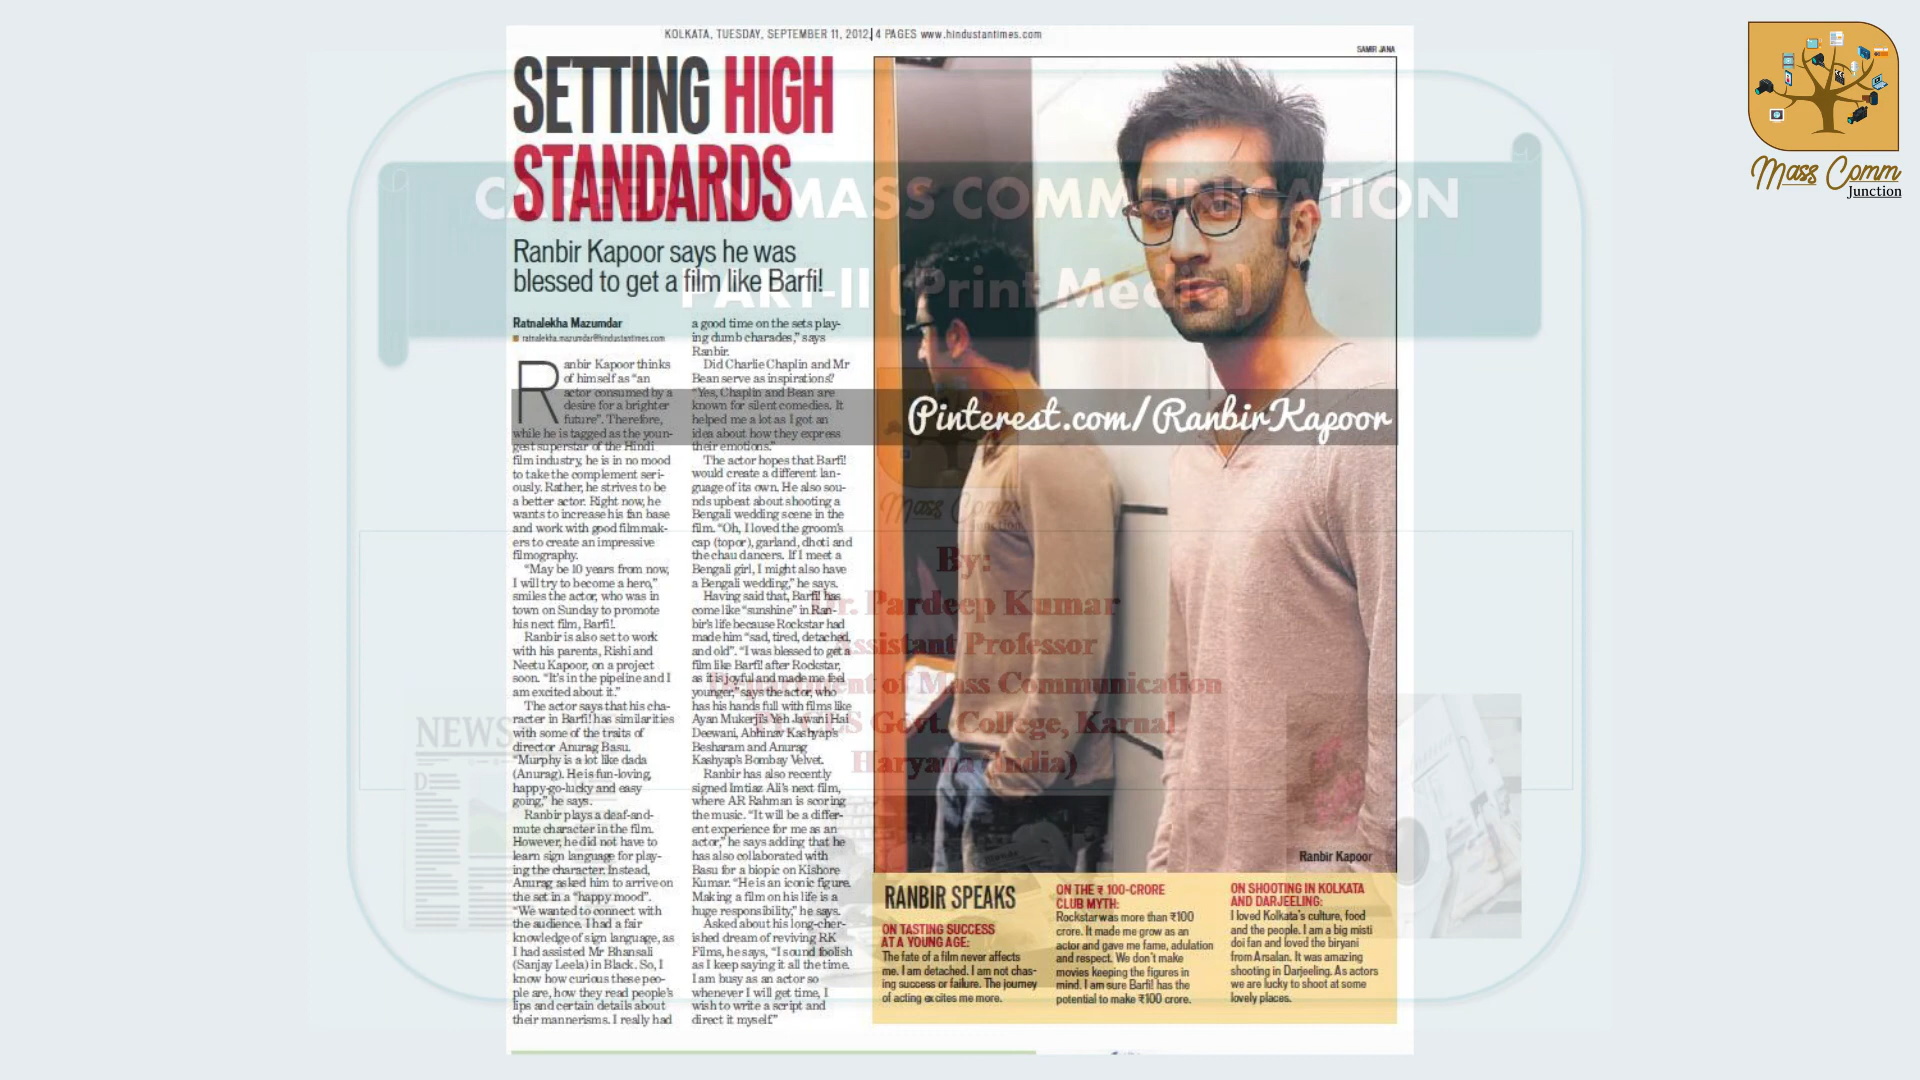 KOLKATA, TUESDAY, SEPTEMBER 11, 2012 4 PAGES www.hindustantimes.com
SAMIR JANA
SETTING HIGH
STANDARDS
Ranbir Kapoor says he was
blessed to get a film like Barfi!
Ratnalekha Mazumdar
ratnalekha.mazumdar@hindustantimes.com
Ranbir Kapoor thinks
of himself as “an
actor consumed by a
desire for a brighter
future”. Therefore,
while he is tagged as the youn-
gest superstar of the Hindi
film industry, he is in no mood
to take the complement seri-
ously. Rather, he strives to be
a better actor. Right now, he
wants to increase his fan base
and work with good filmmak-
ers to create an impressive
filmography.
“May be 10 years from now,
I will try to become a hero,”
smiles the actor, who was in
town on Sunday to promote
his next film, Barfi!.
Ranbir is also set to work
with his parents, Rishi and
Neetu Kapoor, on a project
soon. “It’s in the pipeline and I
am excited about it.”
The actor says that his cha-
racter in Barfi! has similarities
with some of the traits of
director Anurag Basu.
“Murphy is a lot like dada
(Anurag). He is fun-loving,
happy-go-lucky and easy
going,” he says.
Ranbir plays a deaf-and-
mute character in the film.
However, he did not have to
learn sign language for play-
ing the character. Instead,
Anurag asked him to arrive on
the set in a “happy mood”.
“We wanted to connect with
the audience. I had a fair
knowledge of sign language, as
I had assisted Mr Bhansali
(Sanjay Leela) in Black. So, I
know how curious these peo-
ple are, how they read people’s
lips and certain details about
their mannerisms. I really had
a good time on the sets play-
ing dumb charades,” says
Ranbir.
Did Charlie Chaplin and Mr
Bean serve as inspirations?
“Yes, Chaplin and Bean are
known for silent comedies. It
helped me a lot as I got an
idea about how they express
their emotions.”
The actor hopes that Barfi!
would create a different lan-
guage of its own. He also sou-
nds upbeat about shooting a
Bengali wedding scene in the
film. “Oh, I loved the groom’s
cap (topor), garland, dhoti and
the chau dancers. If I meet a
Bengali girl, I might also have
a Bengali wedding,” he says.
Having said that, Barfi! has
come like “sunshine” in Ran-
bir’s life because Rockstar had
made him “sad, tired, detached,
and old”. “I was blessed to get a
film like Barfi! after Rockstar,
as it is joyful and made me feel
younger,” says the actor, who
has his hands full with films like
Ayan Mukerji’s Yeh Jawani Hai
Deewani, Abhinav Kashyap’s
Besharam and Anurag
Kashyap’s Bombay Velvet.
Ranbir has also recently
signed Imtiaz Ali’s next film,
where AR Rahman is scoring
the music. “It will be a differ-
ent experience for me as an
actor,” he says adding that he
has also collaborated with
Basu for a biopic on Kishore
Kumar. “He is an iconic figure.
Making a film on his life is a
huge responsibility,” he says.
Asked about his long-cher-
ished dream of reviving RK
Films, he says, “I sound foolish
as I keep saying it all the time.
I am busy as an actor so
whenever I will get time, I
wish to write a script and
direct it myself.”
Pinterest.com/RanbirKapoor
Ranbir Kapoor
RANBIR SPEAKS
ON TASTING SUCCESS
AT A YOUNG AGE:
The fate of a film never affects
me. I am detached. I am not chas-
ing success or failure. The journey
of acting excites me more.
ON THE ₹ 100-CRORE
CLUB MYTH:
Rockstar was more than ₹100
crore. It made me grow as an
actor and gave me fame, adulation
and respect. We don’t make
movies keeping the figures in
mind. I am sure Barfi! has the
potential to make ₹100 crore.
ON SHOOTING IN KOLKATA
AND DARJEELING:
I loved Kolkata’s culture, food
and the people. I am a big misti
doi fan and loved the biryani
from Arsalan. It was amazing
shooting in Darjeeling. As actors
we are lucky to shoot at some
lovely places.
CAREER IN MASS COMMUNICATION
PART-II (Print Media)
Mass Comm
Junction
By:
Dr. Pardeep Kumar
Assistant Professor
Department of Mass Communication
Govt. College, Karnal
Haryana (India)
NEWS
Mass Comm
Junction